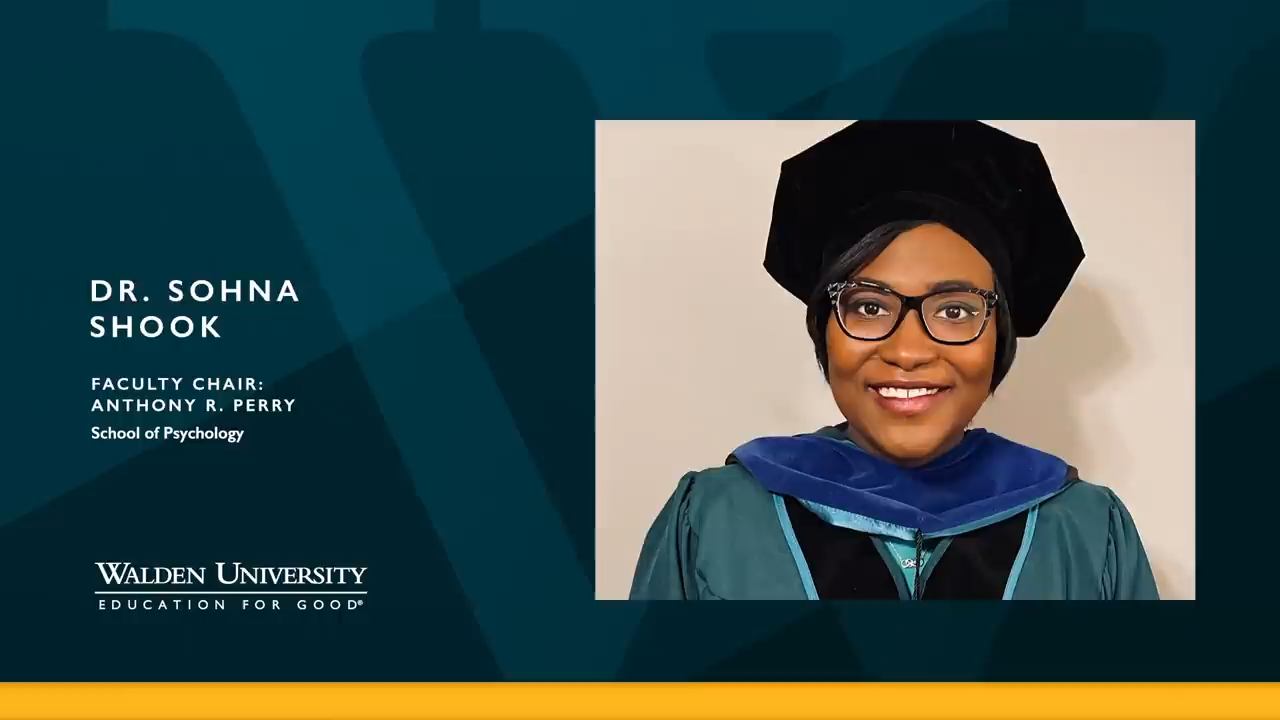 DR. SOHNA
SHOOK
FACULTY CHAIR:
ANTHONY R. PERRY
School of Psychology
WALDEN UNIVERSITY
EDUCATION FOR GOOD®